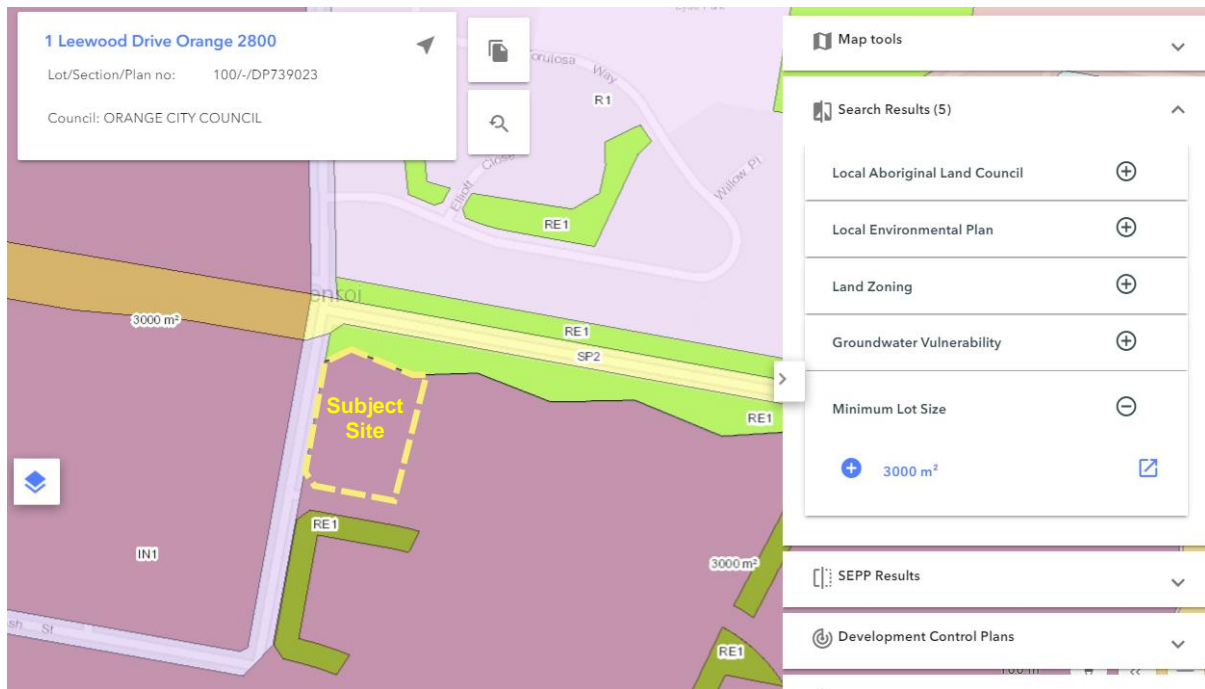 1 Leewood Drive Orange 2800
Lot/Section/Plan no: 100/-/DP739023
Council: ORANGE CITY COUNCIL
Way
R1
Willow Pl
Elliott
RE1
3000 m²
RE1
SP2
RE1
Subject
Site
RE1
IN1
3000 m²
St
RE1
Map tools
Search Results (5)
Local Aboriginal Land Council
Local Environmental Plan
Land Zoning
Groundwater Vulnerability
Minimum Lot Size
3000 m²
SEPP Results
Development Control Plans